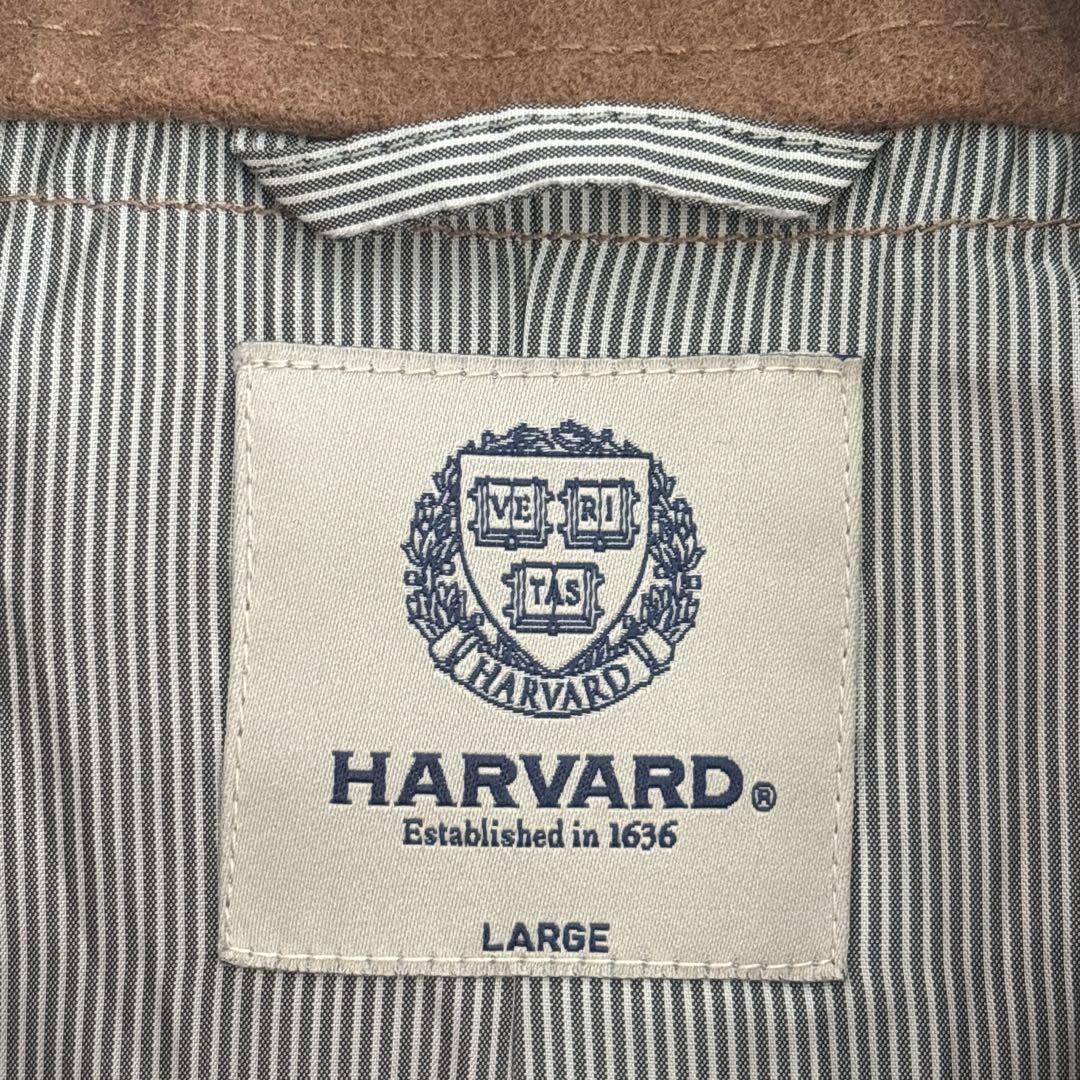 VE RI
TAS
HARVARD
HARVARD®
Established in 1636
LARGE